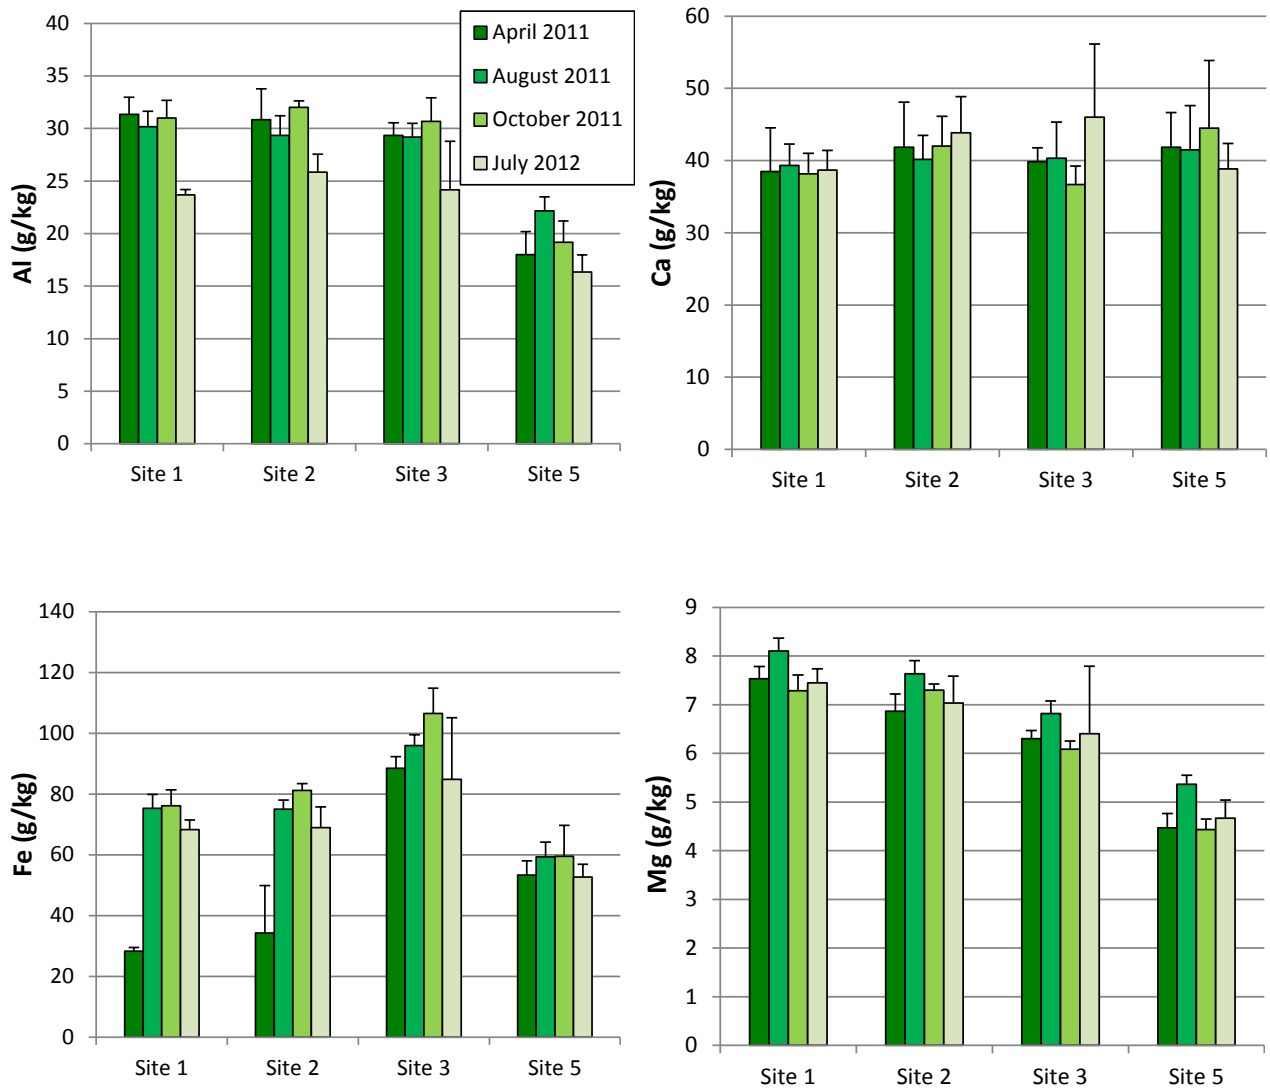 40
35
30
25
20
15
10
5
0
Al (g/kg)
Site 1 Site 2 Site 3 Site 5
April 2011
August 2011
October 2011
July 2012
60
50
40
30
20
10
0
Ca (g/kg)
Site 1 Site 2 Site 3 Site 5
140
120
100
80
60
40
20
0
Fe (g/kg)
Site 1 Site 2 Site 3 Site 5
9
8
7
6
5
4
3
2
1
0
Mg (g/kg)
Site 1 Site 2 Site 3 Site 5